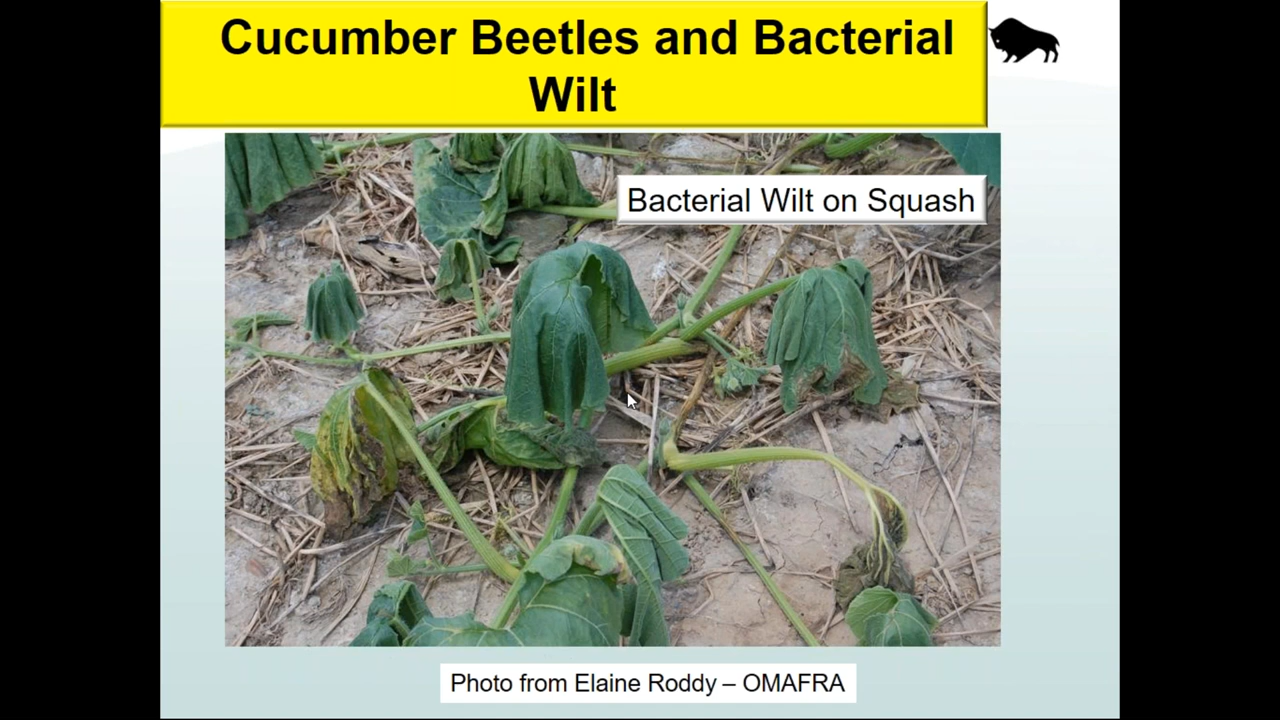 Cucumber Beetles and Bacterial
Wilt
Bacterial Wilt on Squash
Photo from Elaine Roddy – OMAFRA